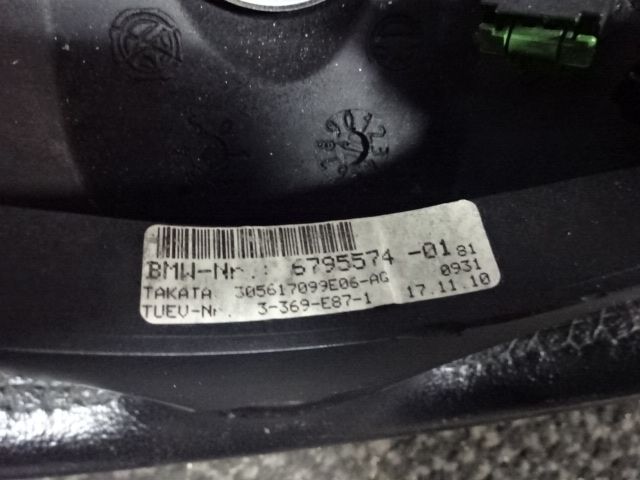 BMW-Nr.: 6795574 -01 81
TAKATA 305617099E06-AG 0931
TUEV-Nr. 3-369-E87-1 17.11.10